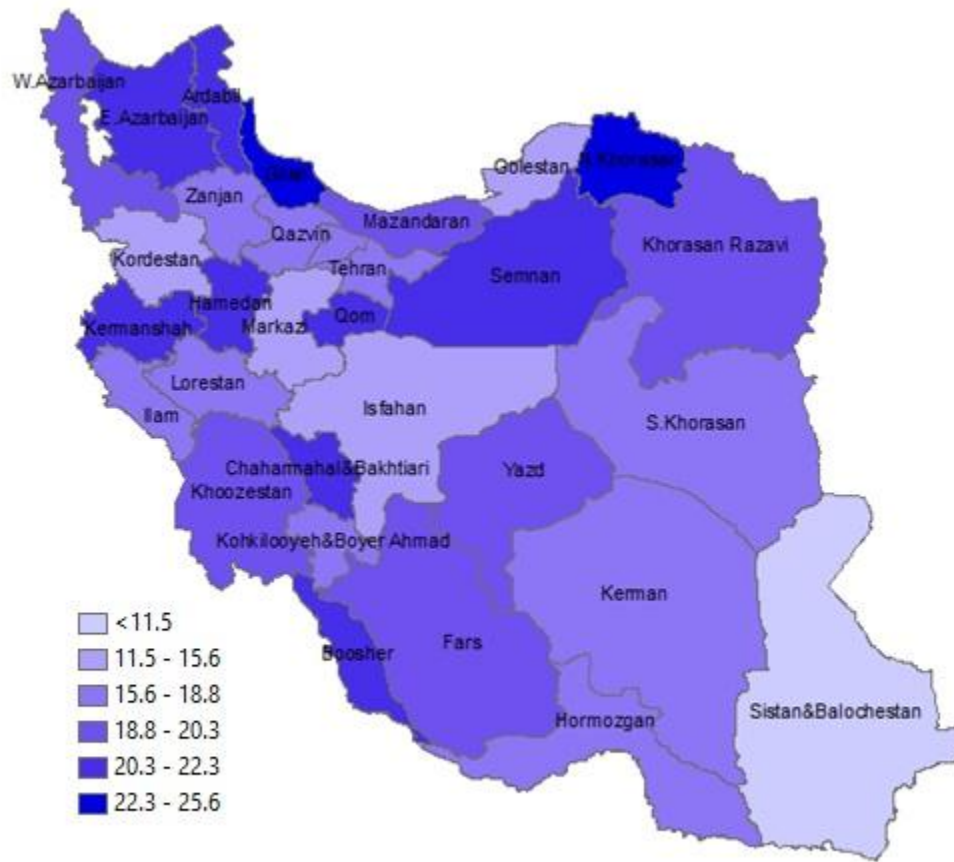 W.Azarbaijan
Ardabil
E.Azarbaijan
Gilan
Golestan
N.Khorasan
Zanjan
Mazandaran
Qazvin
Khorasan Razavi
Kordestan
Tehran
Semnan
Hamedan
Qom
Kermanshah
Markazi
Lorestan
Isfahan
Ilam
S.Khorasan
Chaharmahal&Bakhtiari
Yazd
Khoozestan
Kohkilooyeh&Boyer Ahmad
Kerman
Fars
Boosher
Hormozgan
Sistan&Balochestan
<11.5
11.5 - 15.6
15.6 - 18.8
18.8 - 20.3
20.3 - 22.3
22.3 - 25.6